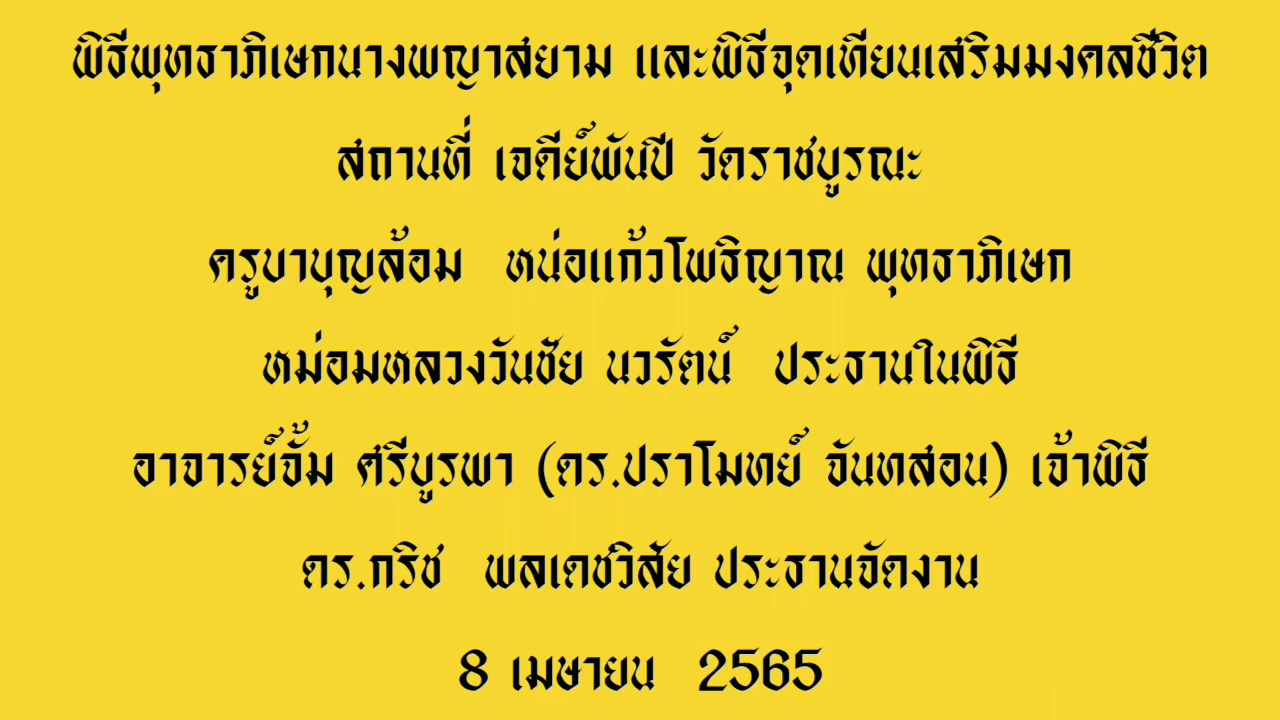 พิธีพุทธาภิเษกนางพญาสยาม และพิธีจุดเทียนเสริมมงคลชีวิต
สถานที่ เจดีย์พันปี วัดราชบูรณะ
ครูบาบุญล้อม หน่อแก้วโพธิญาณ พุทธาภิเษก
หม่อมหลวงวันชัย นวรัตน์ ประธานในพิธี
อาจารย์จั้ม ศรีบูรพา (ดร.ปราโมทย์ จันทสอน) เจ้าพิธี
ดร.กริช พลเดชวิสัย ประธานจัดงาน
8 เมษายน 2565